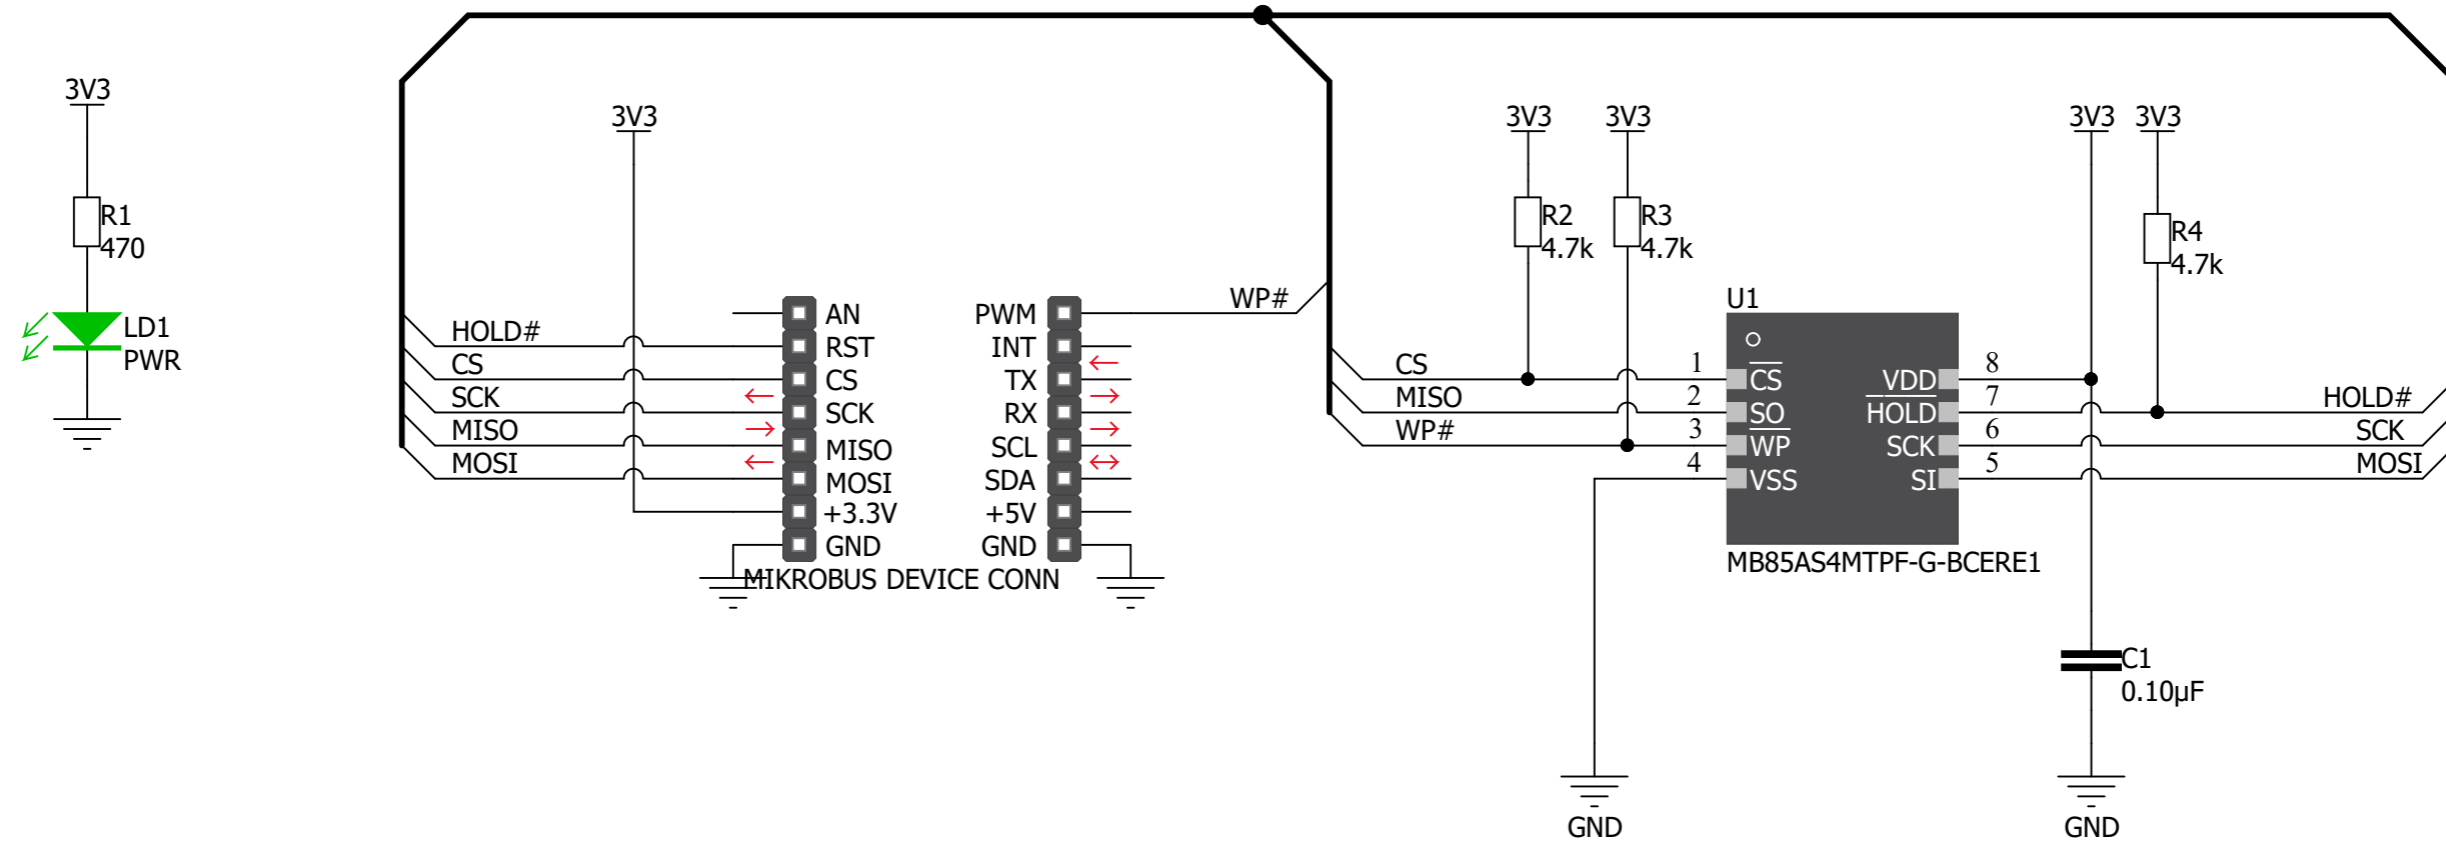 3V3
R1
470
LD1
PWR
3V3
HOLD#
CS
SCK
MISO
MOSI
AN
RST
CS
SCK
MISO
MOSI
+3.3V
GND
PWM
INT
TX
RX
SCL
SDA
+5V
GND
MIKROBUS DEVICE CONN
WP#
3V3
R2
4.7k
3V3
R3
4.7k
CS
MISO
WP#
U1
1
2
3
4
CS
SO
WP
VSS
VDD
HOLD
SCK
SI
8
7
6
5
MB85AS4MTPF-G-BCERE1
3V3
3V3
R4
4.7k
HOLD#
SCK
MOSI
C1
0.10µF
GND
GND